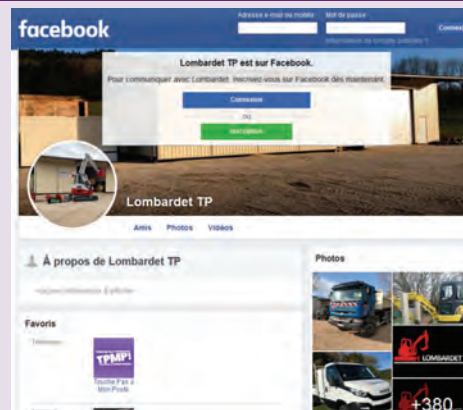 facebook
Adresse e-mail ou mobile Mot de passe
Lombardet TP est sur Facebook.
Pour communiquer avec Lombardet, inscrivez-vous sur Facebook dès maintenant.
Connexion
ou
Inscription
Lombardet TP
Amis Photos Vidéos
À propos de Lombardet TP
Photos
Favoris
TPMP!
Touche Pas à
Mon Poste
LOMBARDET
+380